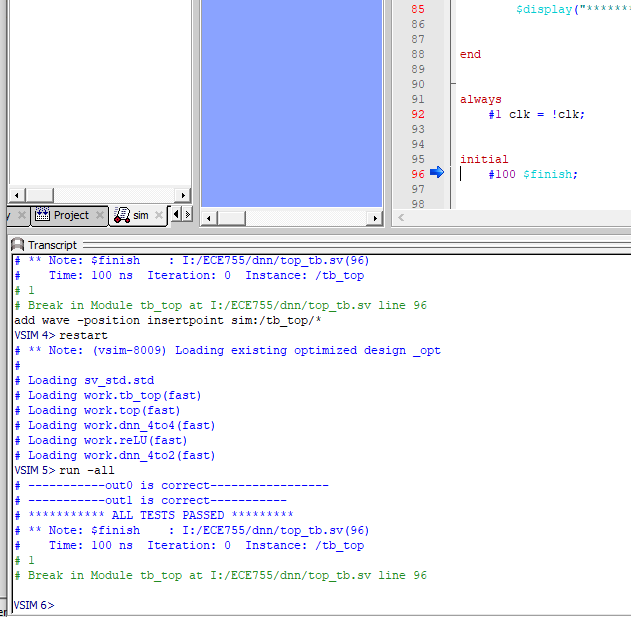 85 $display("*******
86
87
88 end
89
90
91 always
92 #1 clk = !clk;
93
94
95 initial
96 #100 $finish;
97
98
y Project sim
Transcript
# ** Note: $finish    : I:/ECE755/dnn/top_tb.sv(96)
#    Time: 100 ns  Iteration: 0  Instance: /tb_top
# 1
# Break in Module tb_top at I:/ECE755/dnn/top_tb.sv line 96
add wave -position insertpoint sim:/tb_top/*
VSIM 4> restart
# ** Note: (vsim-8009) Loading existing optimized design _opt
#
# Loading sv_std.std
# Loading work.tb_top(fast)
# Loading work.top(fast)
# Loading work.dnn_4to4(fast)
# Loading work.reLU(fast)
# Loading work.dnn_4to2(fast)
VSIM 5> run -all
# -----------out0 is correct-----------------
# -----------out1 is correct-----------
# *********** ALL TESTS PASSED *********
# ** Note: $finish    : I:/ECE755/dnn/top_tb.sv(96)
#    Time: 100 ns  Iteration: 0  Instance: /tb_top
# 1
# Break in Module tb_top at I:/ECE755/dnn/top_tb.sv line 96
VSIM 6>